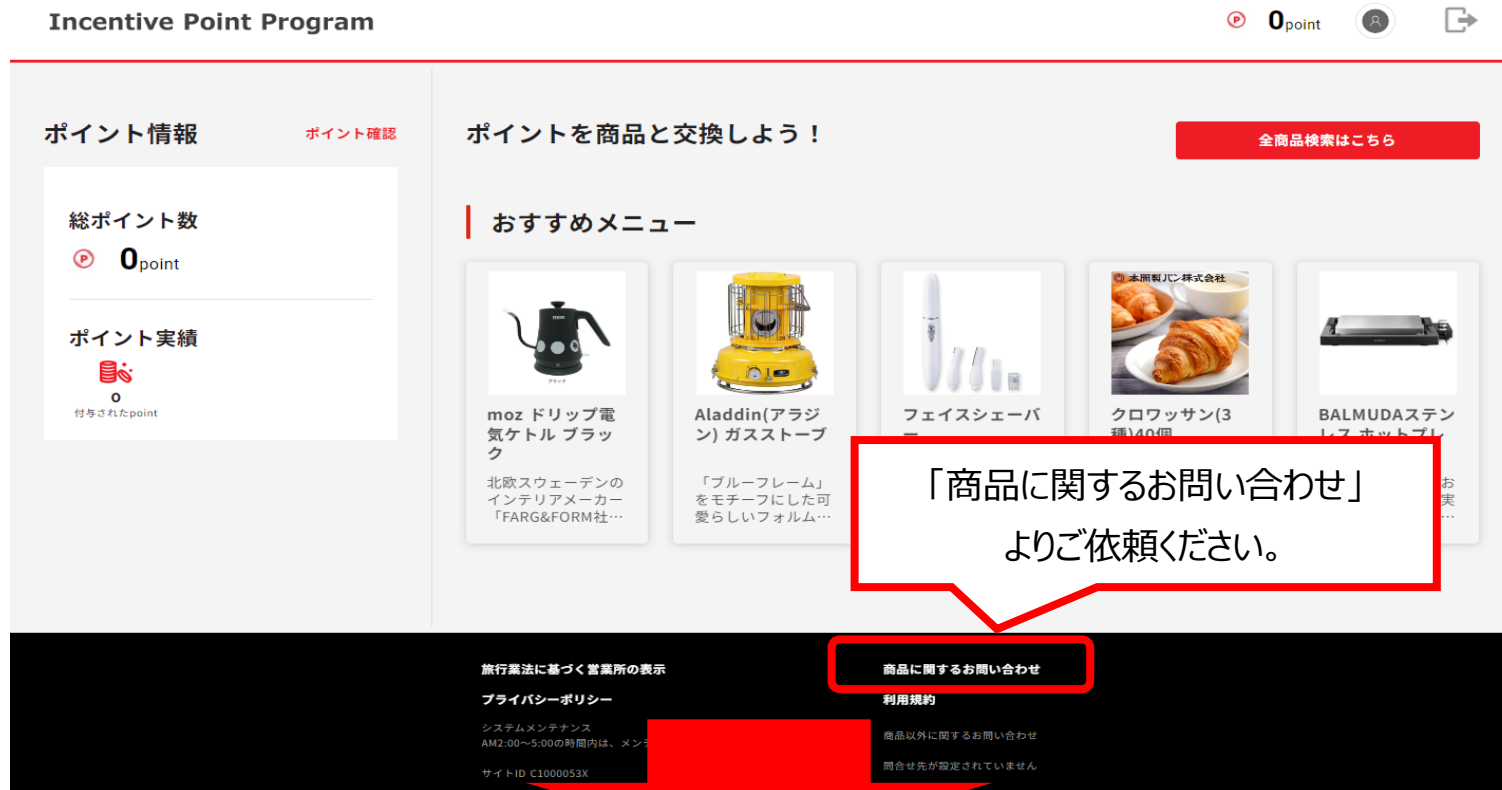 Incentive Point Program
0point
ポイント情報
ポイント確認
総ポイント数
0point
ポイント実績
0
付与されたpoint
ポイントを商品と交換しよう！
全商品検索はこちら
おすすめメニュー
moz
ブラック
moz ドリップ電
気ケトル ブラッ
ク
北欧スウェーデンの
インテリアメーカー
「FARG&FORM社…
Aladdin(アラジ
ン) ガスストーブ
「ブルーフレーム」
をモチーフにした可
愛らしいフォルム…
フェイスシェーバ
ー
本間製パン株式会社
クロワッサン(3
種)40個
BALMUDAステン
レス ホットプレ
お
実
…
「商品に関するお問い合わせ」
よりご依頼ください。
旅行業法に基づく営業所の表示
プライバシーポリシー
システムメンテナンス
AM2:00～5:00の時間内は、メンテ
サイトID C1000053X
商品に関するお問い合わせ
利用規約
商品以外に関するお問い合わせ
問合せ先が設定されていません